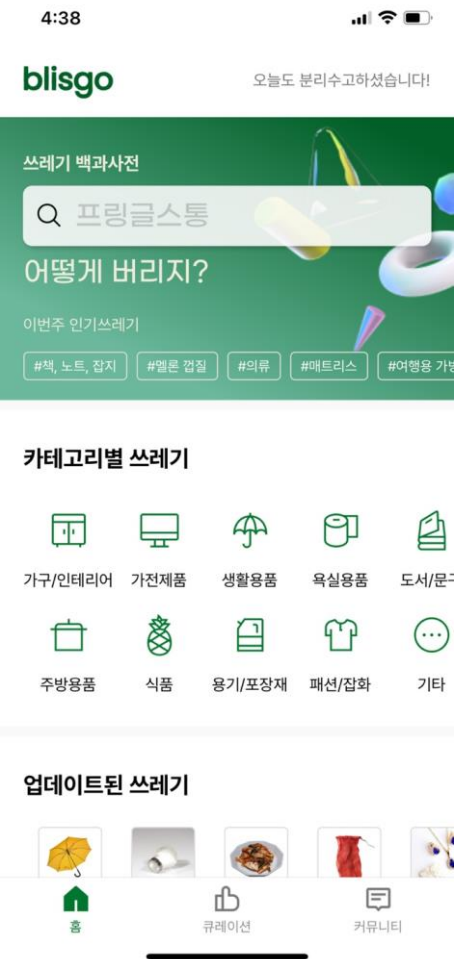 4:38
blisgo
오늘도 분리수고하셨습니다!
쓰레기 백과사전
프링글스통
어떻게 버리지?
이번주 인기쓰레기
#책, 노트, 잡지 #멜론 껍질 #의류 #매트리스 #여행용 가방
카테고리별 쓰레기
가구/인테리어 가전제품 생활용품 욕실용품 도서/문구
주방용품 식품 용기/포장재 패션/잡화 기타
업데이트된 쓰레기
홈 큐레이션 커뮤니티